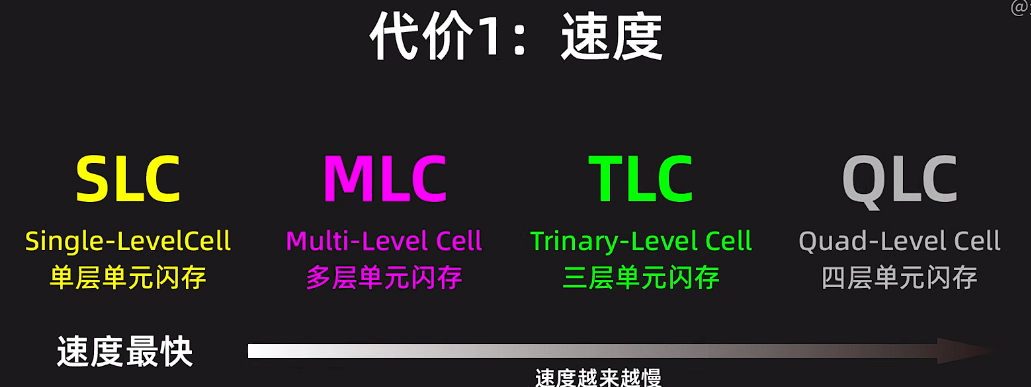 代价1：速度
SLC
MLC
TLC
QLC
Single-LevelCell
Multi-Level Cell
Trinary-Level Cell
Quad-Level Cell
单层单元闪存
多层单元闪存
三层单元闪存
四层单元闪存
速度最快
速度越来越慢